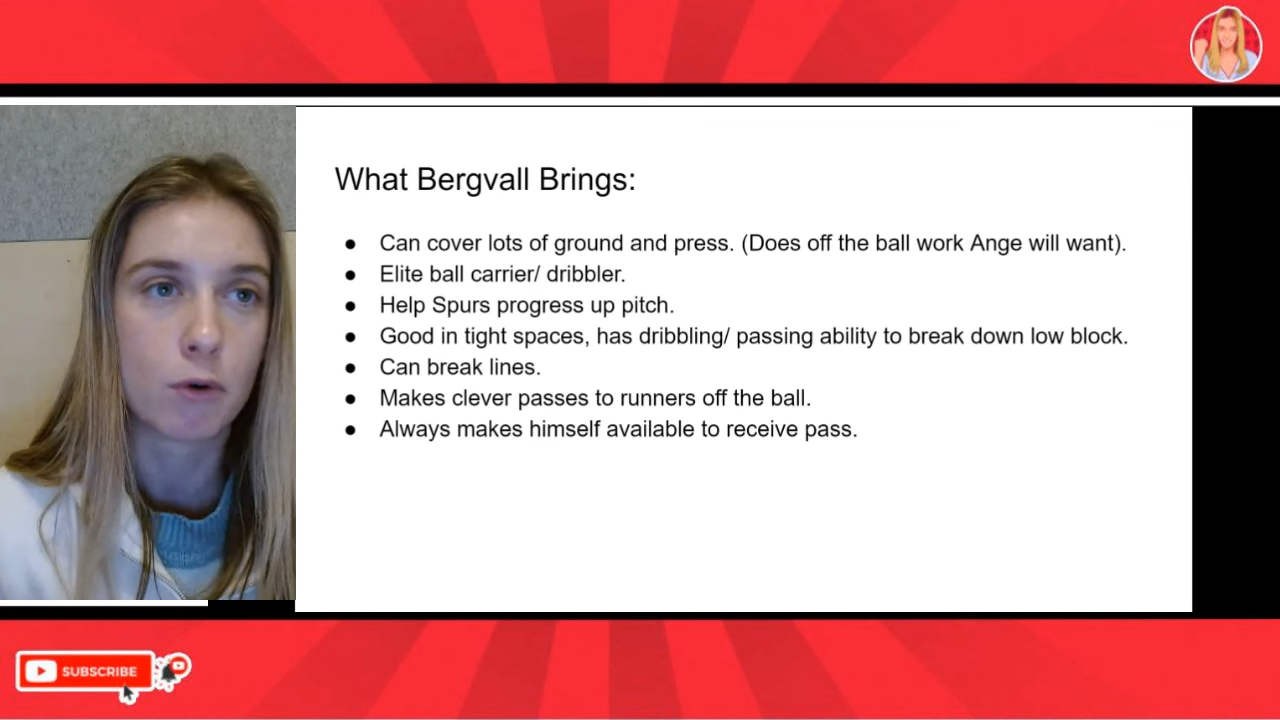 What Bergvall Brings:
● Can cover lots of ground and press. (Does off the ball work Ange will want).
● Elite ball carrier/ dribbler.
● Help Spurs progress up pitch.
● Good in tight spaces, has dribbling/ passing ability to break down low block.
● Can break lines.
● Makes clever passes to runners off the ball.
● Always makes himself available to receive pass.
SUBSCRIBE